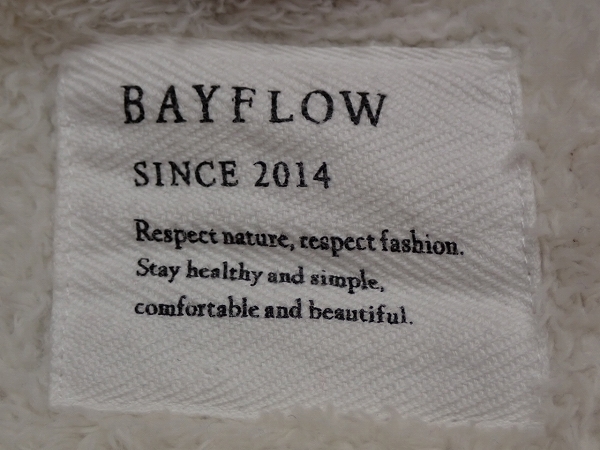 BAYFLOW
SINCE 2014
Respect nature, respect fashion.
Stay healthy and simple,
comfortable and beautiful.